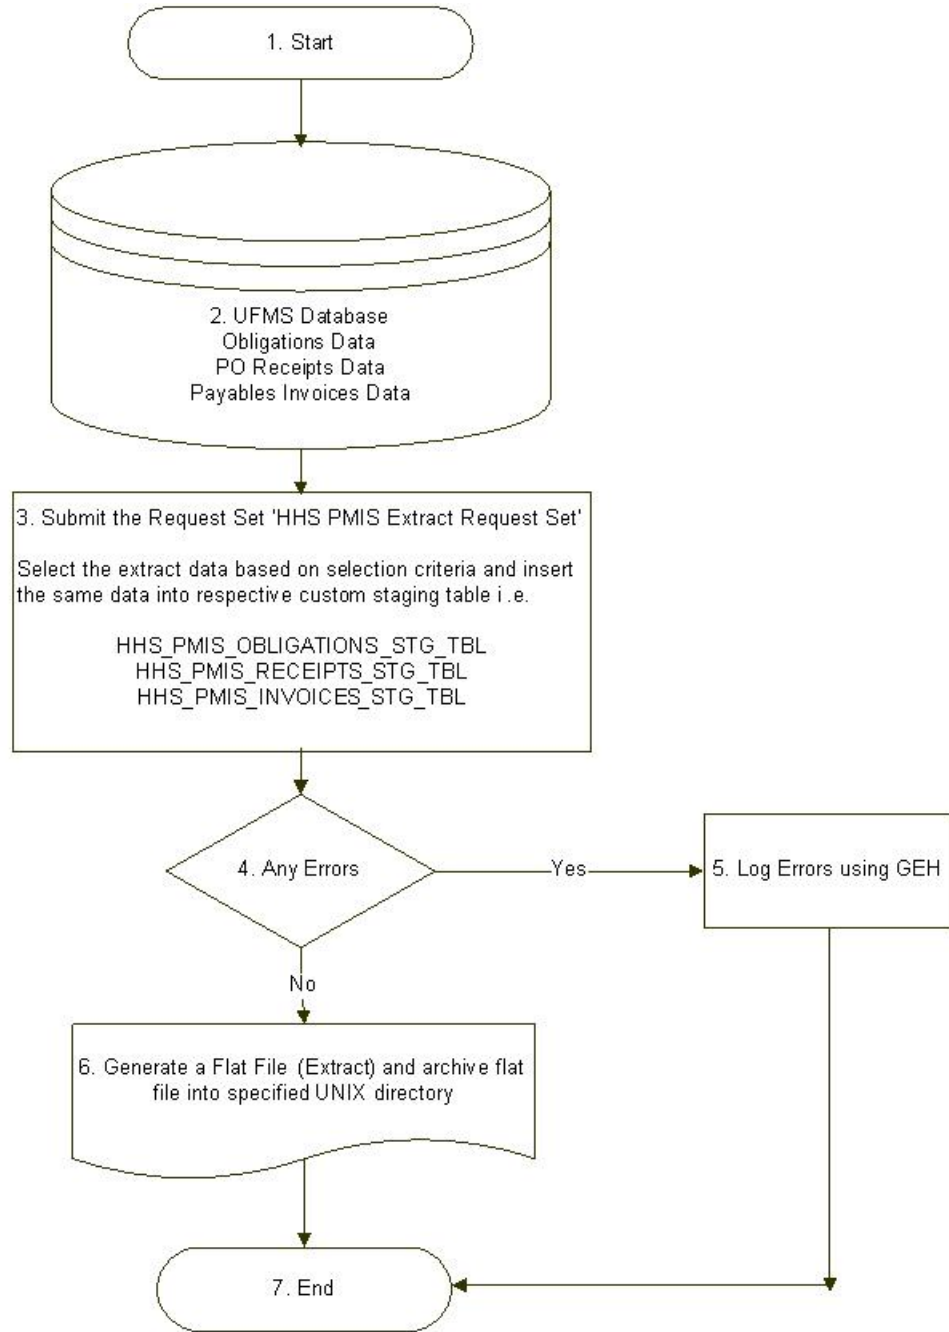 1. Start
2. UFMS Database
Obligations Data
PO Receipts Data
Payables Invoices Data
3. Submit the Request Set 'HHS PMIS Extract Request Set'
Select the extract data based on selection criteria and insert
the same data into respective custom staging table i .e.
HHS_PMIS_OBLIGATIONS_STG_TBL
HHS_PMIS_RECEIPTS_STG_TBL
HHS_PMIS_INVOICES_STG_TBL
4. Any Errors
Yes
5. Log Errors using GEH
No
6. Generate a Flat File (Extract) and archive flat
file into specified UNIX directory
7. End